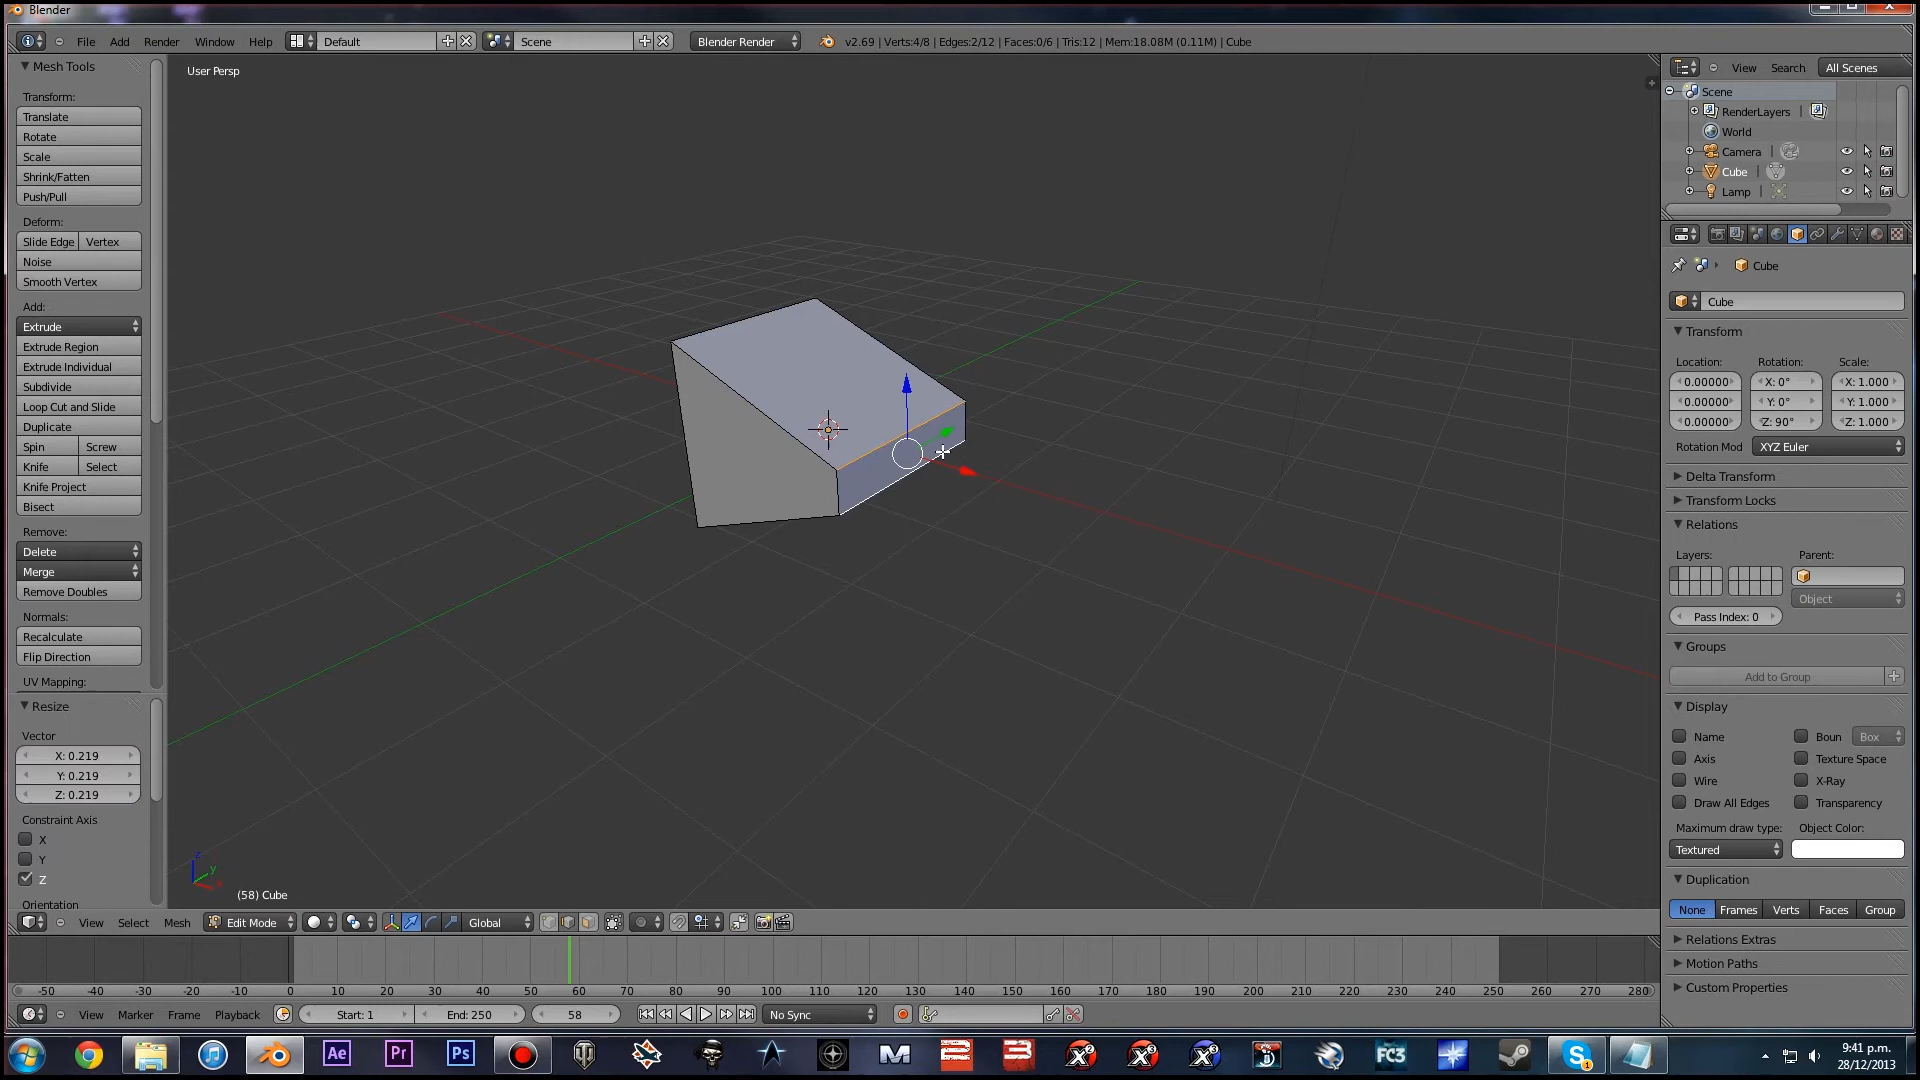 Blender
File Add Render Window Help Default Scene Blender Render v2.69 | Verts:4/8 | Edges:2/12 | Faces:0/6 | Tris:12 | Mem:18.08M (0.11M) | Cube
Mesh Tools
Transform:
Translate
Rotate
Scale
Shrink/Fatten
Push/Pull
Deform:
Slide Edge Vertex
Noise
Smooth Vertex
Add:
Extrude
Extrude Region
Extrude Individual
Subdivide
Loop Cut and Slide
Duplicate
Spin Screw
Knife Select
Knife Project
Bisect
Remove:
Delete
Merge
Remove Doubles
Normals:
Recalculate
Flip Direction
UV Mapping:
Resize
Vector
X: 0.219
Y: 0.219
Z: 0.219
Constraint Axis
X
Y
Z
Orientation
User Persp
z
y
x
(58) Cube
View Select Mesh Edit Mode Global
View Search All Scenes
Scene
RenderLayers
World
Camera
Cube
Lamp
Cube
Cube
Transform
Location: Rotation: Scale:
0.00000 X: 0° X: 1.000
0.00000 Y: 0° Y: 1.000
0.00000 Z: 90° Z: 1.000
Rotation Mod XYZ Euler
Delta Transform
Transform Locks
Relations
Layers: Parent:
Object
Pass Index: 0
Groups
Add to Group
Display
Name Boun Box
Axis Texture Space
Wire X-Ray
Draw All Edges Transparency
Maximum draw type: Object Color:
Textured
Duplication
None Frames Verts Faces Group
Relations Extras
Motion Paths
Custom Properties
-50 -40 -30 -20 -10 0 10 20 30 40 50 60 70 80 90 100 110 120 130 140 150 160 170 180 190 200 210 220 230 240 250 260 270 280
View Marker Frame Playback Start: 1 End: 250 58 No Sync
Ae Pr Ps M 2 3 X2 X3 X3 FC3 S 1
9:41 p.m.
28/12/2013